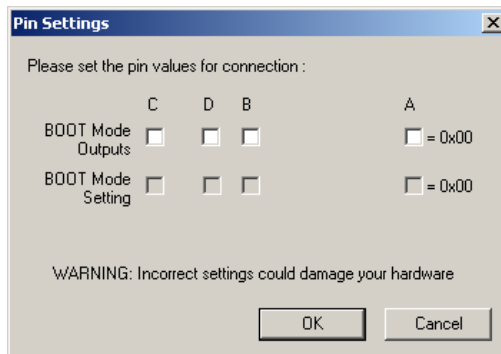 Pin Settings
Please set the pin values for connection :
C D B A
BOOT Mode
Outputs
= 0x00
BOOT Mode
Setting
= 0x00
WARNING: Incorrect settings could damage your hardware
OK Cancel